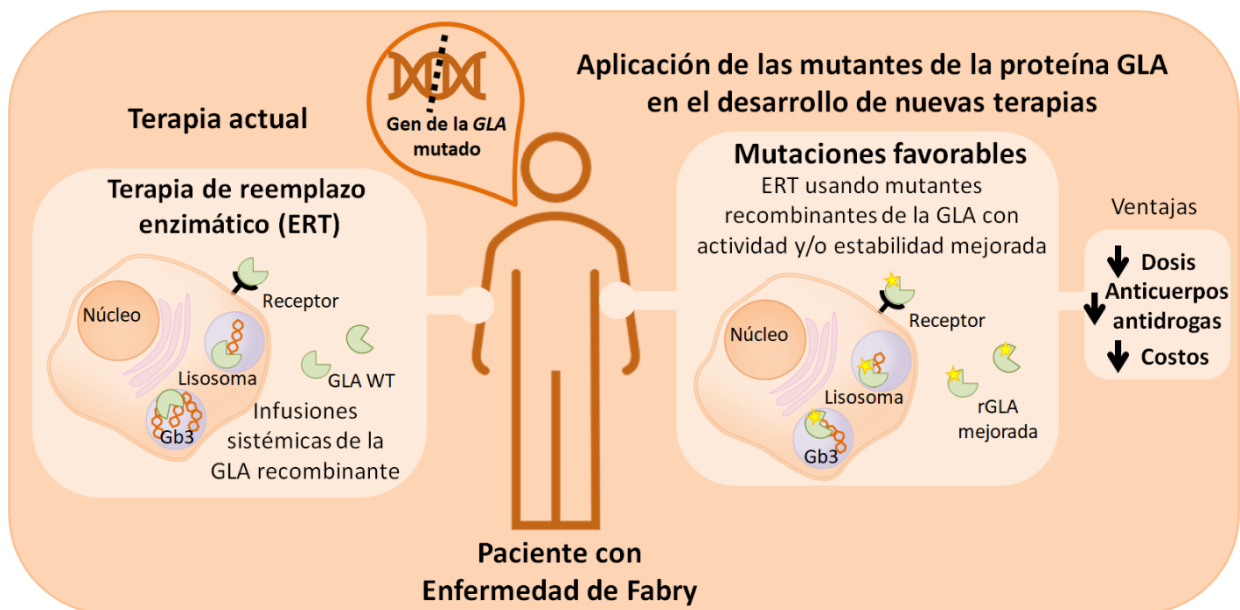 Terapia actual
Terapia de reemplazo
enzimático (ERT)
Núcleo
Receptor
Lisosoma
GLA WT
Gb3
Infusiones
sistémicas de la
GLA recombinante
Gen de la GLA
mutado
Paciente con
Enfermedad de Fabry
Aplicación de las mutantes de la proteína GLA
en el desarrollo de nuevas terapias
Mutaciones favorables
ERT usando mutantes
recombinantes de la GLA con
actividad y/o estabilidad mejorada
Núcleo
Receptor
Lisosoma
rGLA
mejorada
Gb3
Ventajas
Dosis
Anticuerpos
antidrogas
Costos